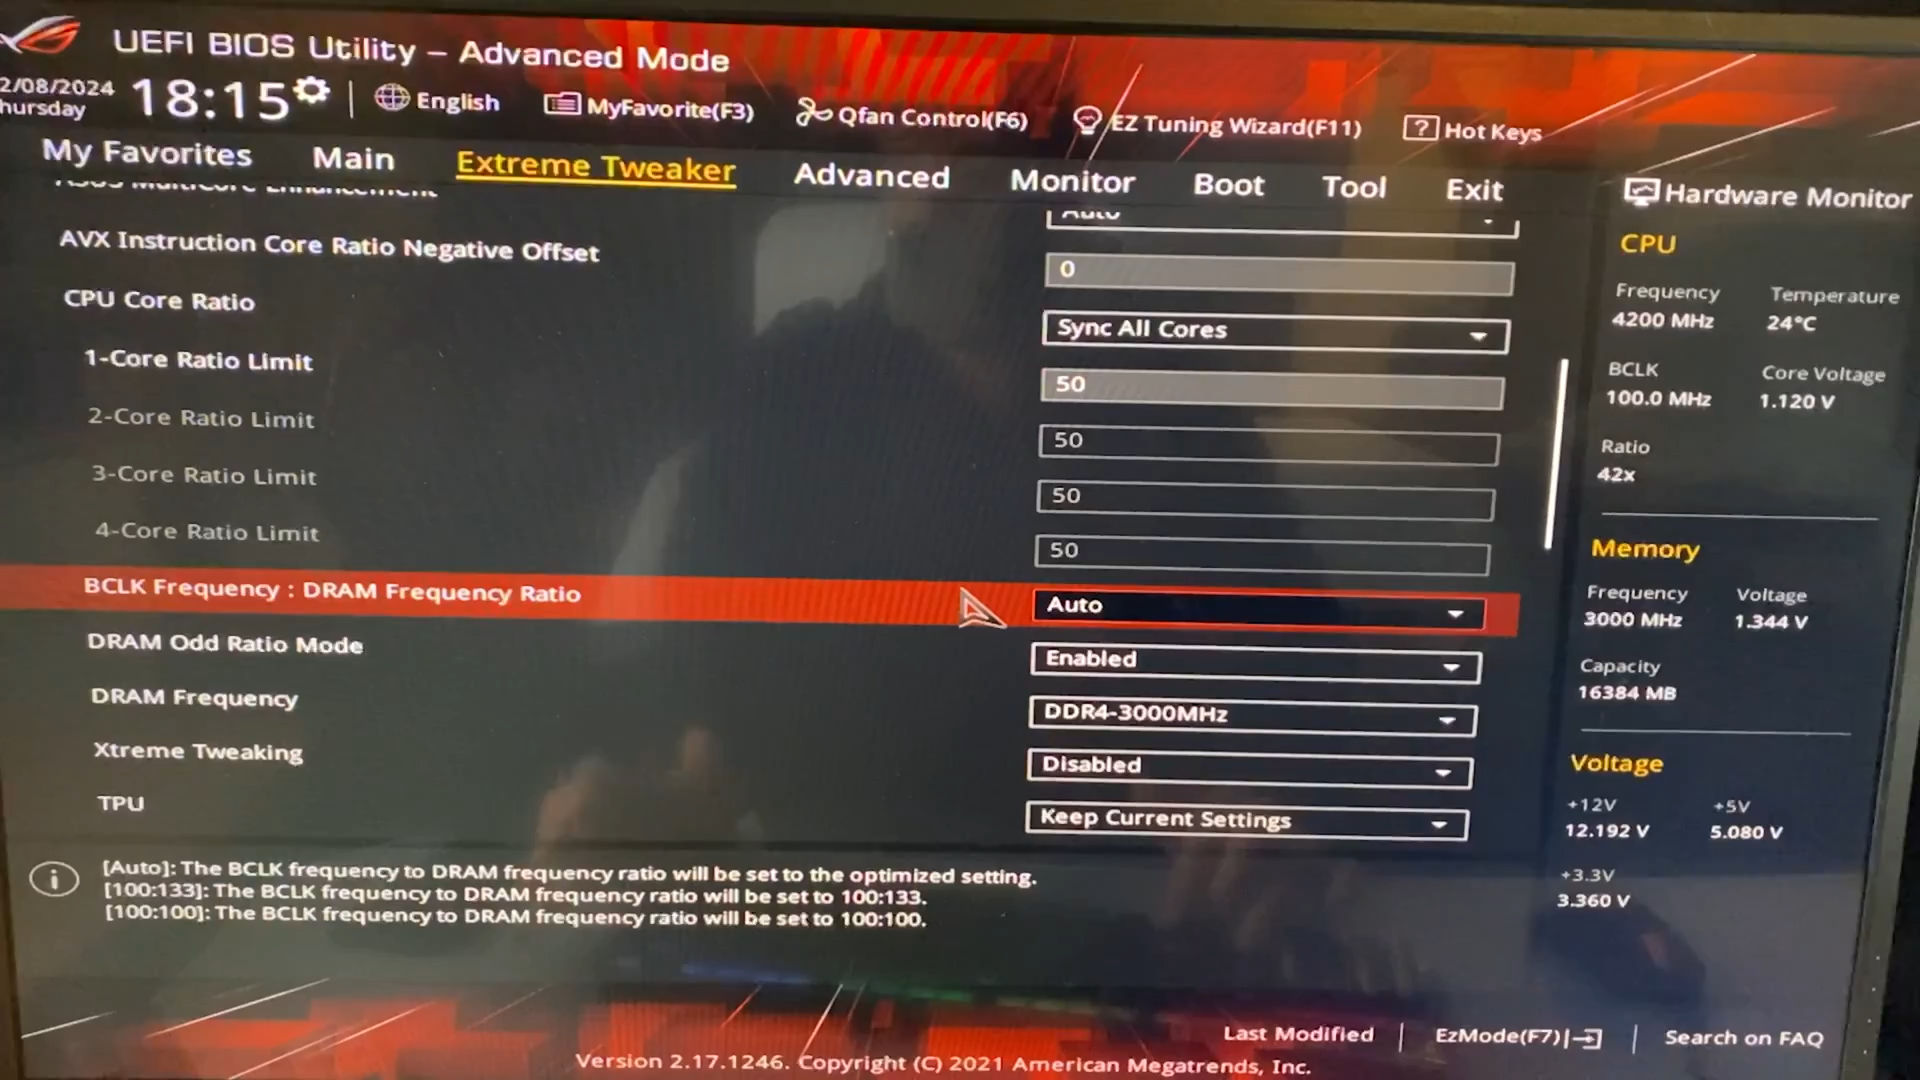 UEFI BIOS Utility – Advanced Mode
2/08/2024
hursday
18:15
English
MyFavorite(F3)
Qfan Control(F6)
EZ Tuning Wizard(F11)
? Hot Keys
My Favorites Main Extreme Tweaker Advanced Monitor Boot Tool Exit
ASUS MultiCore Enhancement Auto
AVX Instruction Core Ratio Negative Offset 0
CPU Core Ratio Sync All Cores
1-Core Ratio Limit 50
2-Core Ratio Limit 50
3-Core Ratio Limit 50
4-Core Ratio Limit 50
BCLK Frequency : DRAM Frequency Ratio Auto
DRAM Odd Ratio Mode Enabled
DRAM Frequency DDR4-3000MHz
Xtreme Tweaking Disabled
TPU Keep Current Settings
[Auto]: The BCLK frequency to DRAM frequency ratio will be set to the optimized setting.
[100:133]: The BCLK frequency to DRAM frequency ratio will be set to 100:133.
[100:100]: The BCLK frequency to DRAM frequency ratio will be set to 100:100.
Hardware Monitor
CPU
Frequency Temperature
4200 MHz 24°C
BCLK Core Voltage
100.0 MHz 1.120 V
Ratio
42x
Memory
Frequency Voltage
3000 MHz 1.344 V
Capacity
16384 MB
Voltage
+12V +5V
12.192 V 5.080 V
+3.3V
3.360 V
Last Modified
EzMode(F7)
Search on FAQ
Version 2.17.1246. Copyright (C) 2021 American Megatrends, Inc.